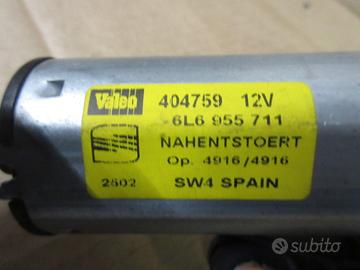 Valeo 404759 12V
6L6 955 711
NAHENTSTOERT
Op. 4916/4916
2502 SW4 SPAIN
subito